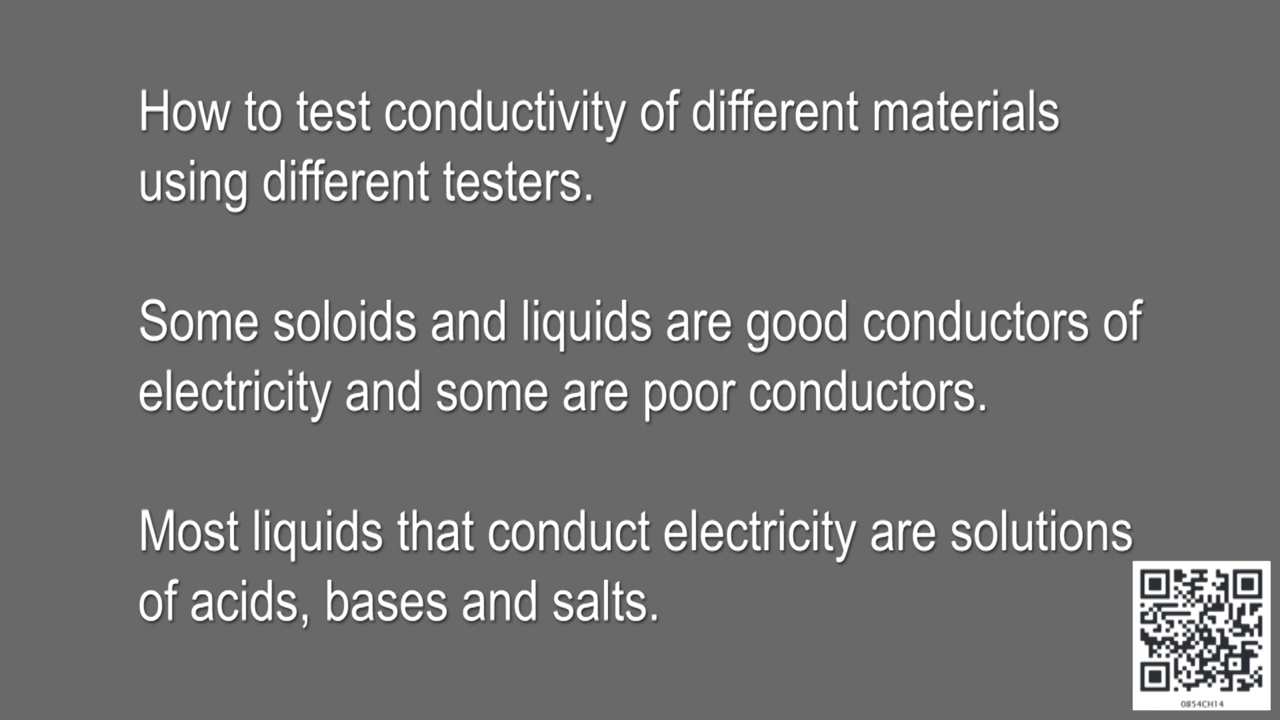 How to test conductivity of different materials
using different testers.
Some soloids and liquids are good conductors of
electricity and some are poor conductors.
Most liquids that conduct electricity are solutions
of acids, bases and salts.
0854CH14